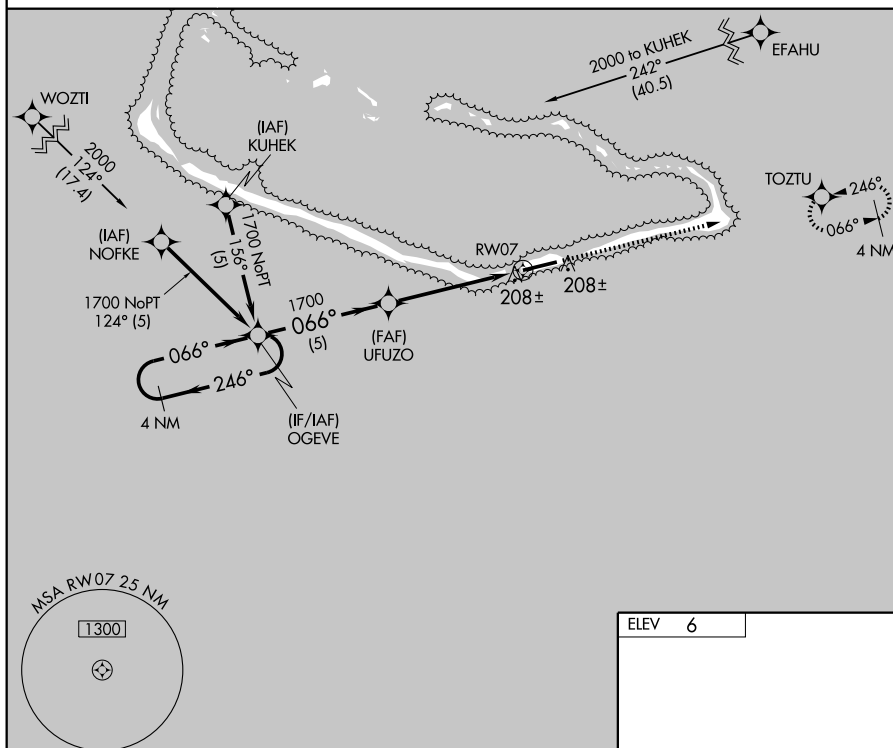 2000 to KUHEK
242°
(40.5)
EFAHU
WOZTI
2000
124°
(17.4)
(IAF)
KUHEK
TOZTU
246°
066°
4 NM
(IAF)
NOFKE
1700 NoPT
156°
(5)
RW07
208±
208±
1700 NoPT
124° (5)
1700
066°
(5)
(FAF)
UFUZO
066°
246°
4 NM
(IF/IAF)
OGEVE
MSA RW07 25 NM
1300
ELEV 6